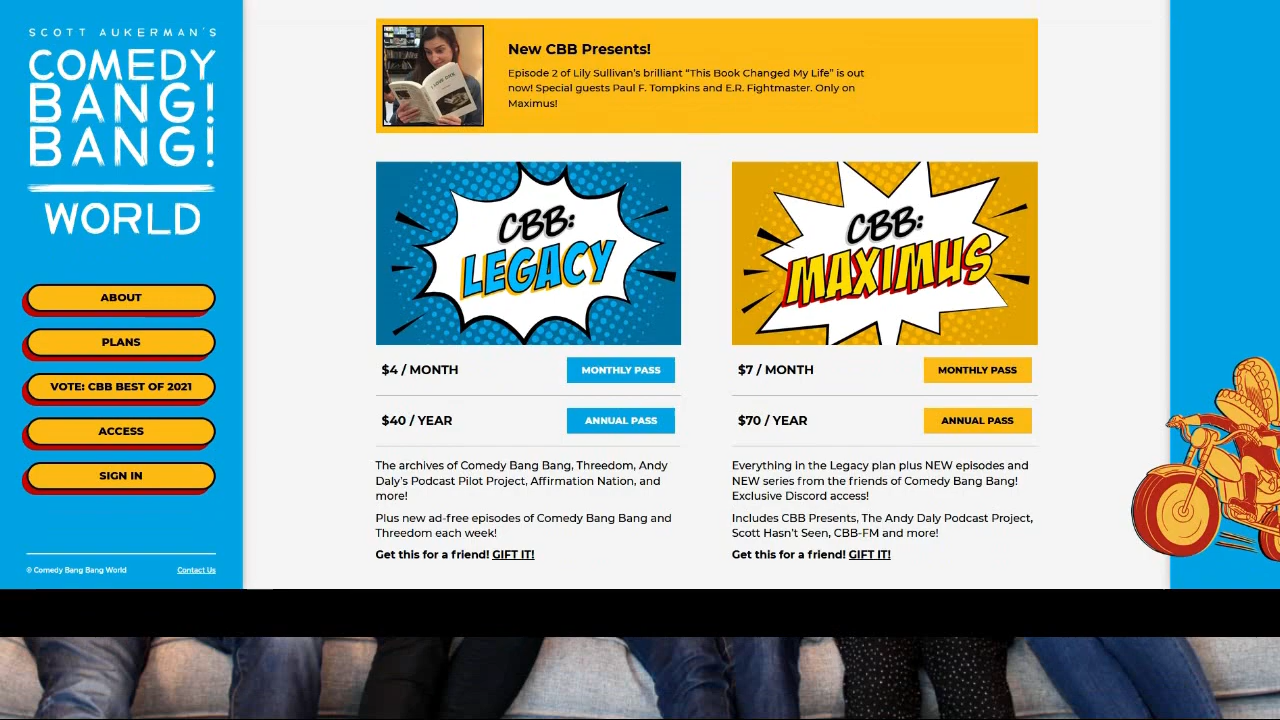 SCOTT AUKERMAN'S
COMEDY
BANG!
BANG!
WORLD
ABOUT
PLANS
VOTE: CBB BEST OF 2021
ACCESS
SIGN IN
© Comedy Bang Bang World
Contact Us
New CBB Presents!
Episode 2 of Lily Sullivan's brilliant “This Book Changed My Life” is out
now! Special guests Paul F. Tompkins and E.R. Fightmaster. Only on
Maximus!
I LOVE DICK
CBB:
LEGACY
$4 / MONTH
MONTHLY PASS
$40 / YEAR
ANNUAL PASS
The archives of Comedy Bang Bang, Threedom, Andy
Daly's Podcast Pilot Project, Affirmation Nation, and
more!
Plus new ad-free episodes of Comedy Bang Bang and
Threedom each week!
Get this for a friend! GIFT IT!
CBB:
MAXIMUS
$7 / MONTH
MONTHLY PASS
$70 / YEAR
ANNUAL PASS
Everything in the Legacy plan plus NEW episodes and
NEW series from the friends of Comedy Bang Bang!
Exclusive Discord access!
Includes CBB Presents, The Andy Daly Podcast Project,
Scott Hasn't Seen, CBB-FM and more!
Get this for a friend! GIFT IT!